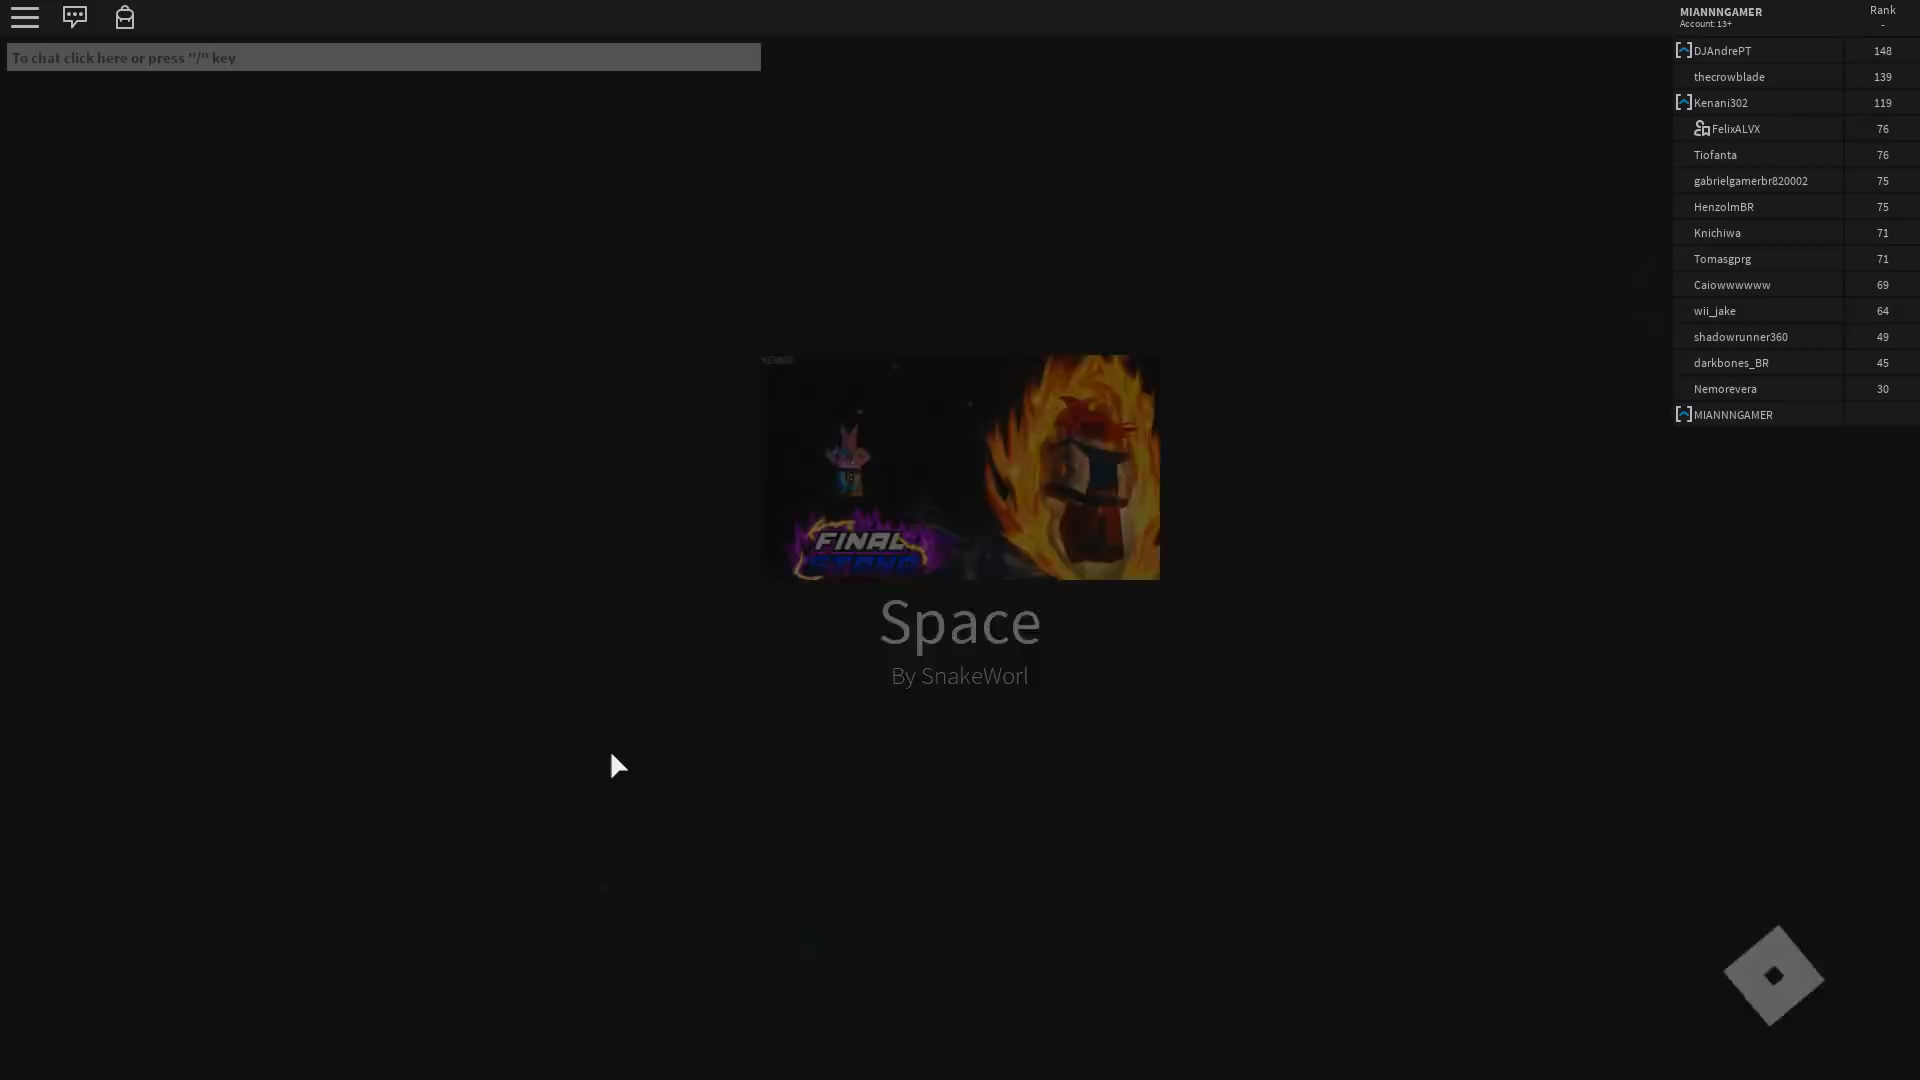 To chat click here or press "/" key
MIANNNGAMER
Account: 13+
Rank
-
DJAndrePT 148
thecrowblade 139
Kenani302 119
FelixALVX 76
Tiofanta 76
gabrielgamerbr820002 75
HenzolmBR 75
Knichiwa 71
Tomasgprg 71
Caiowwwwww 69
wii_jake 64
shadowrunner360 49
darkbones_BR 45
Nemorevera 30
MIANNNGAMER
FINAL
STAND
Space
By SnakeWorl